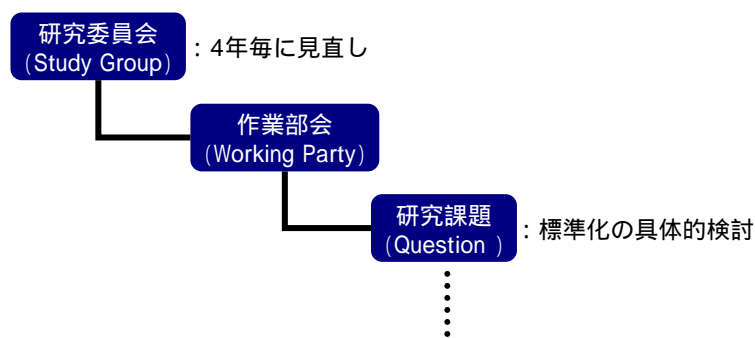 研究委員会
(Study Group)
：4年毎に見直し
作業部会
(Working Party)
研究課題
(Question )
：標準化の具体的検討